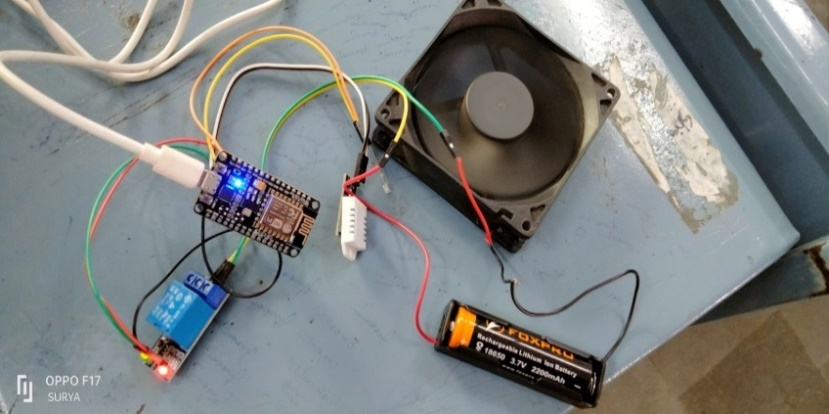 FOXPRO
Rechargeable Lithium Ion Battery
18650 3.7V 2200mAh
OPPO F17
SURYA